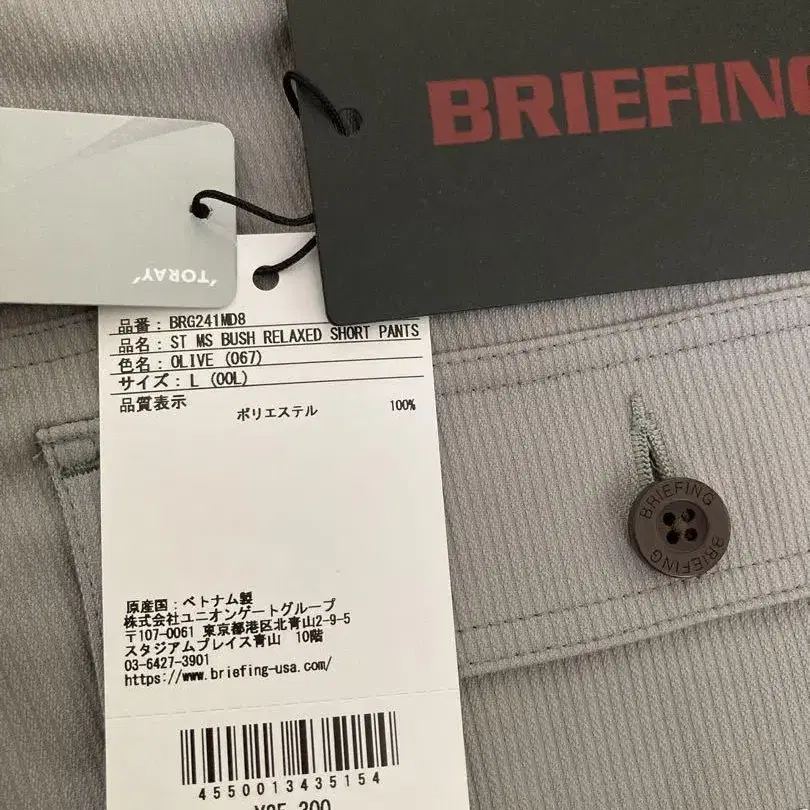 BRIEFING
"TORAY"
品番：BRG241MD8
品名：ST MS BUSH RELAXED SHORT PANTS
色名：OLIVE (067)
サイズ：L (00L)
品質表示
ポリエステル 100%
原産国：ベトナム製
株式会社ユニオンゲートグループ
〒107-0061 東京都港区北青山2-9-5
スタジアムプレイス青山 10階
03-6427-3901
https://www.briefing-usa.com/
4550013435154
BRIEFING
BRIEFING